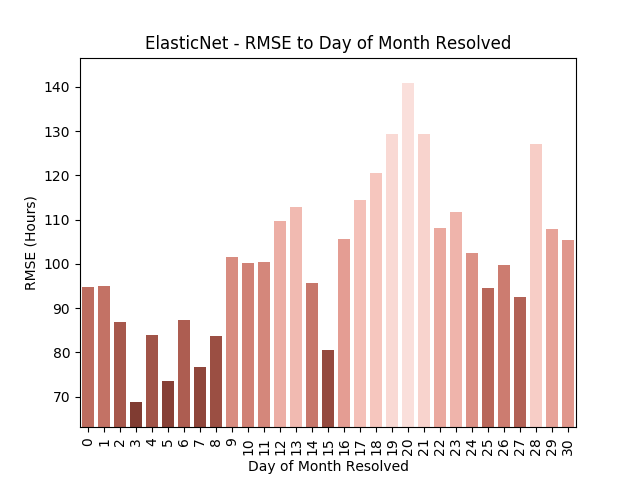 ElasticNet - RMSE to Day of Month Resolved
140
130
120
110
100
90
80
70
RMSE (Hours)
0 1 2 3 4 5 6 7 8 9 10 11 12 13 14 15 16 17 18 19 20 21 22 23 24 25 26 27 28 29 30
Day of Month Resolved